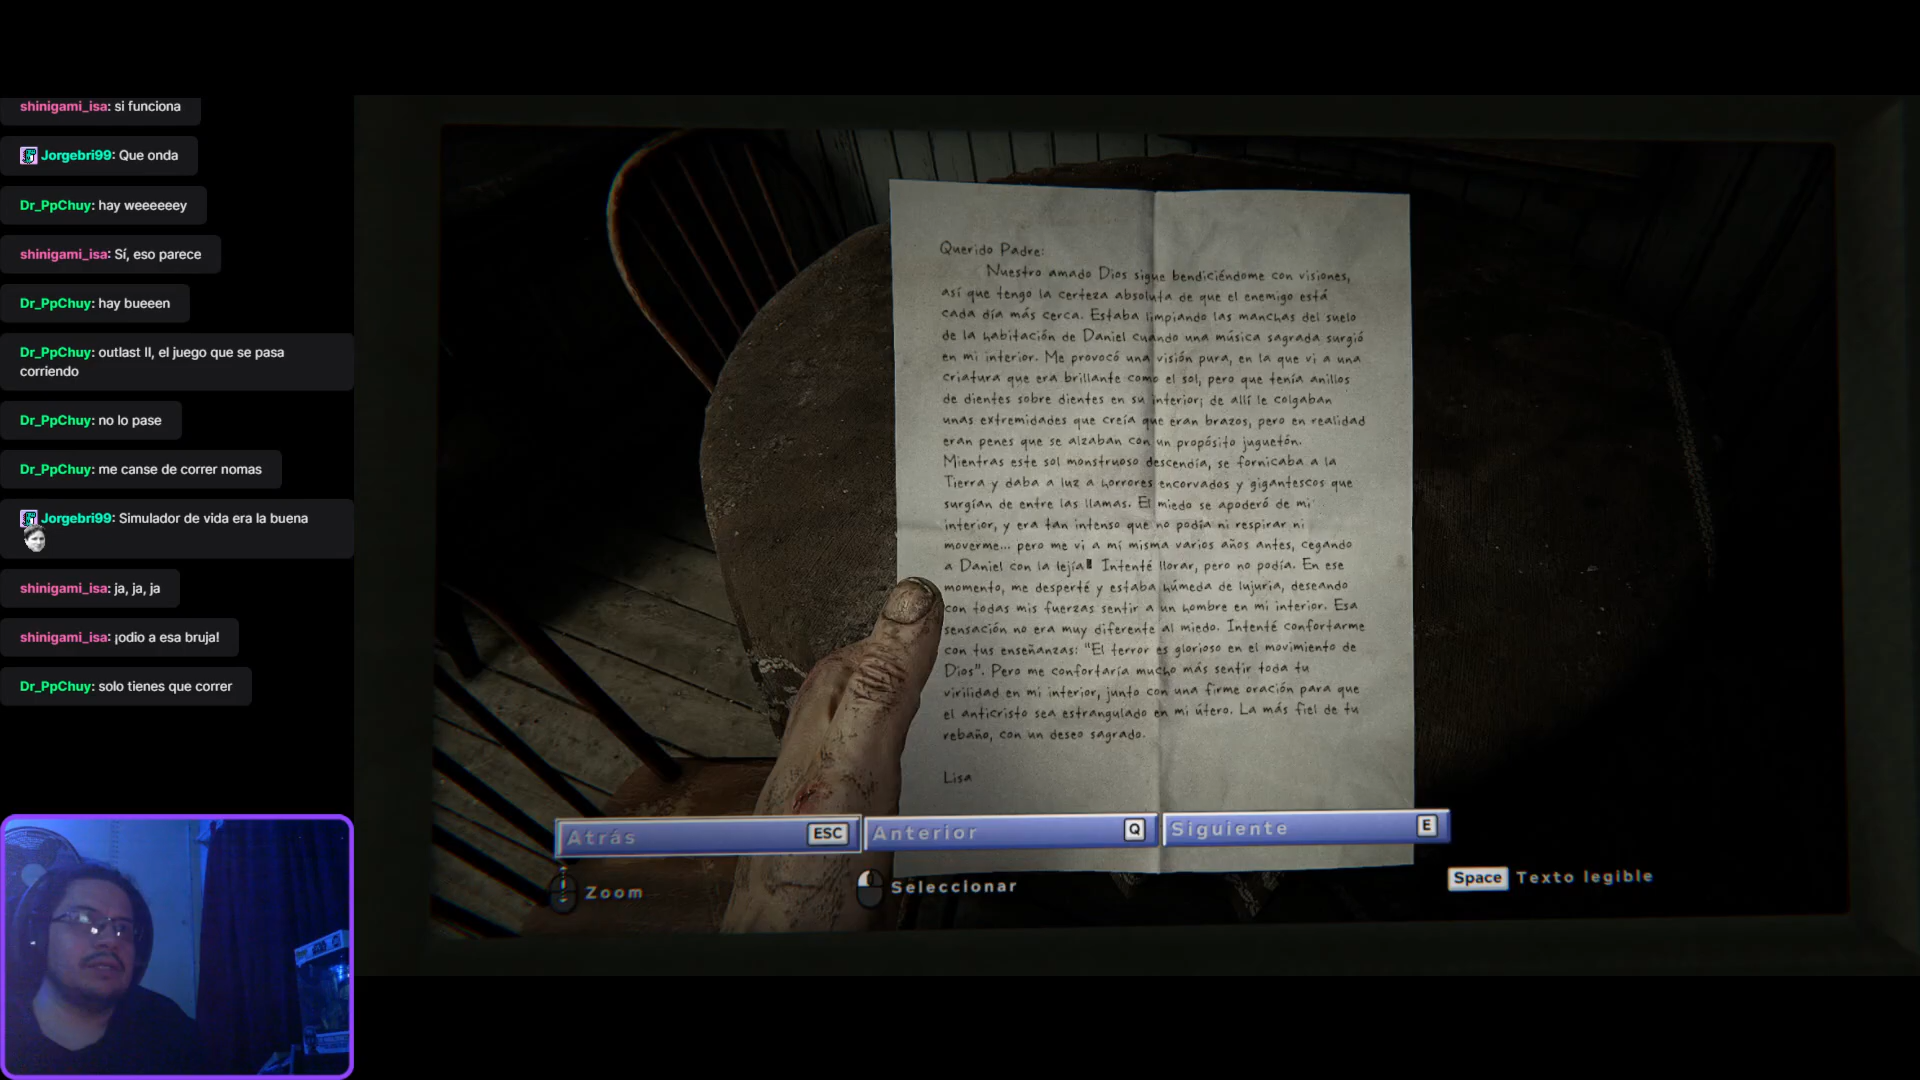 shinigami_isa: si funciona
Jorgebri99: Que onda
Dr_PpChuy: hay weeeeeey
shinigami_isa: Sí, eso parece
Dr_PpChuy: hay bueeen
Dr_PpChuy: outlast II, el juego que se pasa
corriendo
Dr_PpChuy: no lo pase
Dr_PpChuy: me canse de correr nomas
Jorgebri99: Simulador de vida era la buena
shinigami_isa: ja, ja, ja
shinigami_isa: ¡odio a esa bruja!
Dr_PpChuy: solo tienes que correr
Querido Padre:
Nuestro amado Dios sigue bendiciéndome con visiones,
así que tengo la certeza absoluta de que el enemigo está
cada día más cerca. Estaba limpiando las manchas del suelo
de la habitación de Daniel cuando una música sagrada surgió
en mi interior. Me provocó una visión pura, en la que vi a una
criatura que era brillante como el sol, pero que tenía anillos
de dientes sobre dientes en su interior; de allí le colgaban
unas extremidades que creía que eran brazos, pero en realidad
eran penes que se alzaban con un propósito juguetón.
Mientras este sol monstruoso descendía, se fornicaba a la
Tierra y daba a luz a horrores encorvados y gigantescos que
surgían de entre las llamas. El miedo se apoderó de mi
interior, y era tan intenso que no podía ni respirar ni
moverme... pero me vi a mí misma varios años antes, cegando
a Daniel con la lejía. Intenté llorar, pero no podía. En ese
momento, me desperté y estaba húmeda de lujuria, deseando
con todas mis fuerzas sentir a un hombre en mi interior. Esa
sensación no era muy diferente al miedo. Intenté confortarme
con tus enseñanzas: "El terror es glorioso en el movimiento de
Dios". Pero me confortaría mucho más sentir toda tu
virilidad en mi interior, junto con una firme oración para que
el anticristo sea estrangulado en mi útero. La más fiel de tu
rebaño, con un deseo sagrado.
Lisa
Atrás ESC Anterior Q Siguiente E
Zoom Seleccionar Space Texto legible